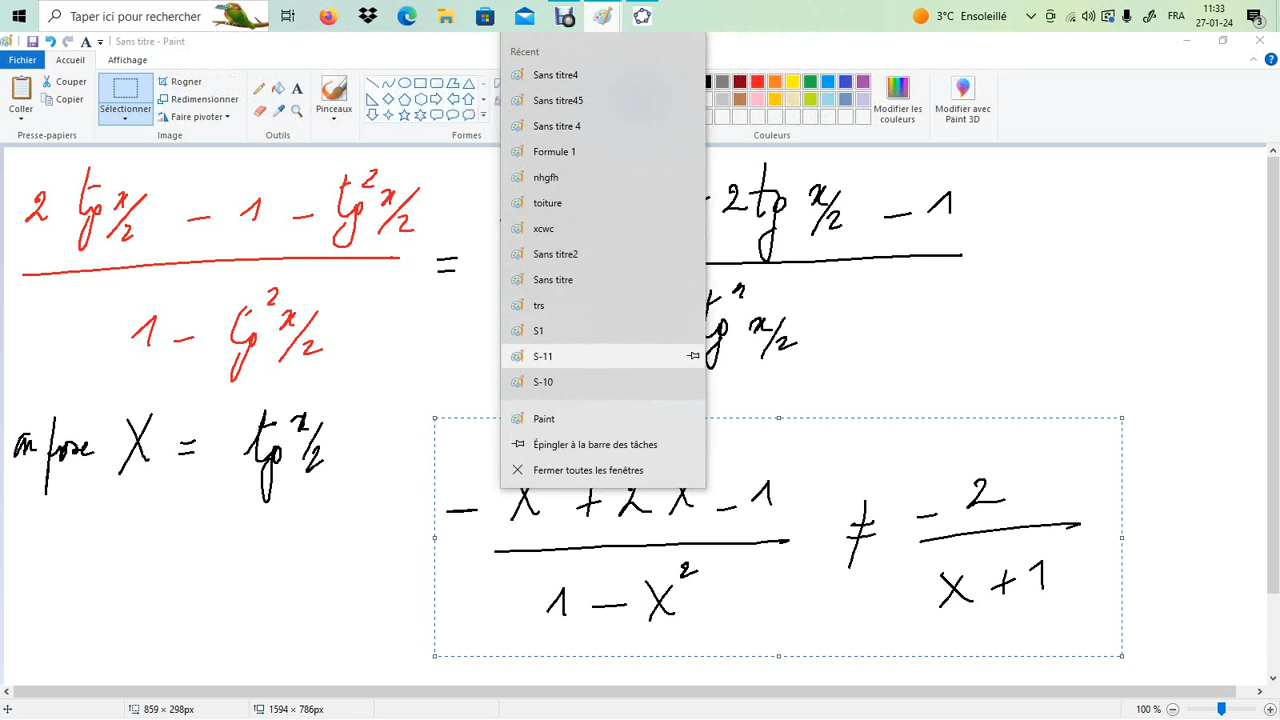 Taper ici pour rechercher
3°C Ensoleillé
FRA
11:33
27-01-24
3
Sans titre - Paint
Fichier
Accueil
Affichage
Coller
Couper
Copier
Presse-papiers
Sélectionner
Rogner
Redimensionner
Faire pivoter
Image
Outils
Pinceaux
Formes
Modifier les couleurs
Modifier avec Paint 3D
Couleurs
Récent
Sans titre4
Sans titre45
Sans titre 4
Formule 1
nhgfh
toiture
xcwc
Sans titre2
Sans titre
trs
S1
S-11
S-10
Paint
Épingler à la barre des tâches
Fermer toutes les fenêtres
2 tg x/2 - 1 - tg² x/2
1 - tg² x/2
=
2 tg x/2 - 1
tg² x/2
on pose X = tg x/2
- X + 2 X - 1
1 - X²
≠
- 2
X + 1
859 × 298px
1594 × 786px
100 %